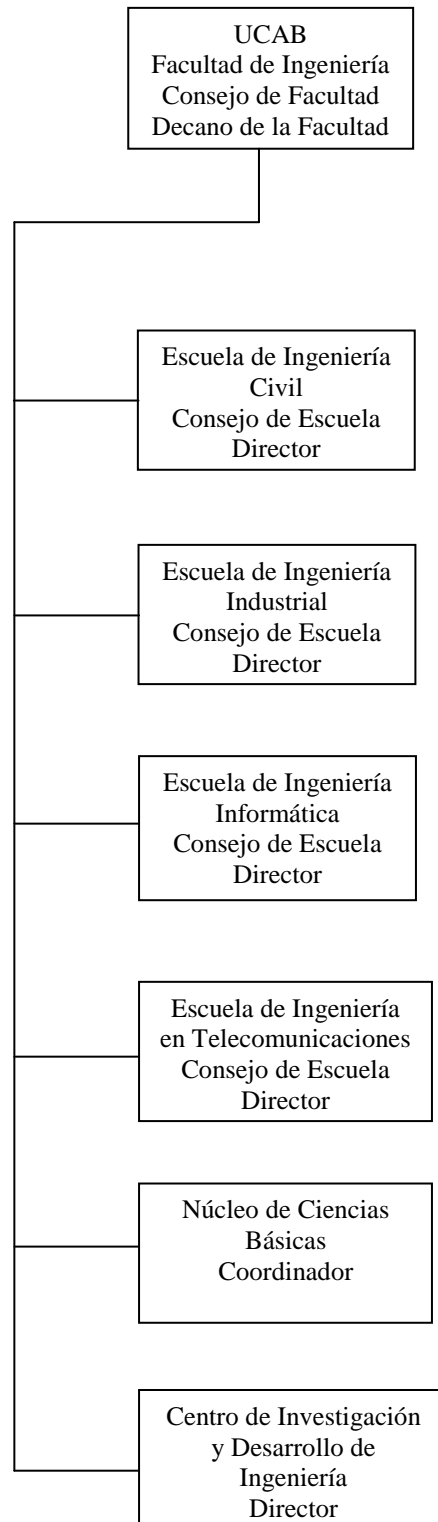 UCAB
Facultad de Ingeniería
Consejo de Facultad
Decano de la Facultad
Escuela de Ingeniería
Civil
Consejo de Escuela
Director
Escuela de Ingeniería
Industrial
Consejo de Escuela
Director
Escuela de Ingeniería
Informática
Consejo de Escuela
Director
Escuela de Ingeniería
en Telecomunicaciones
Consejo de Escuela
Director
Núcleo de Ciencias
Básicas
Coordinador
Centro de Investigación
y Desarrollo de
Ingeniería
Director